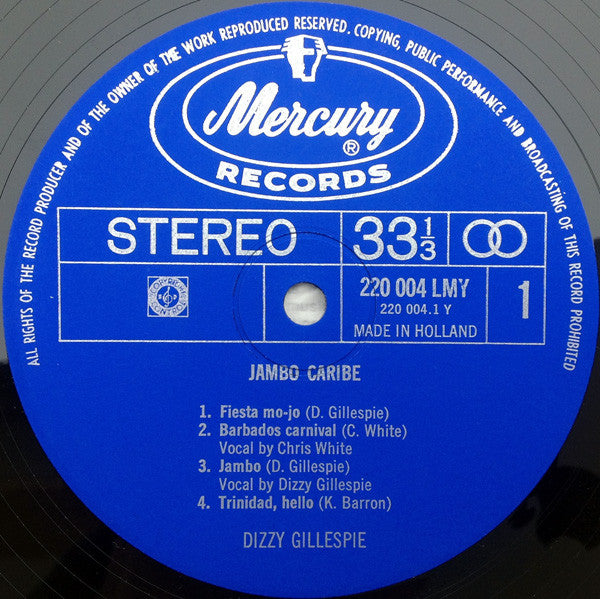 ALL RIGHTS OF THE RECORD PRODUCER AND OF THE OWNER OF THE WORK REPRODUCED RESERVED. COPYING, PUBLIC PERFORMANCE AND BROADCASTING OF THIS RECORD PROHIBITED
Mercury ®
RECORDS
STEREO 33⅓
220 004 LMY 1
220 004.1 Y
MADE IN HOLLAND
JAMBO CARIBE
1. Fiesta mo-jo (D. Gillespie)
2. Barbados carnival (C. White)
Vocal by Chris White
3. Jambo (D. Gillespie)
Vocal by Dizzy Gillespie
4. Trinidad, hello (K. Barron)
DIZZY GILLESPIE